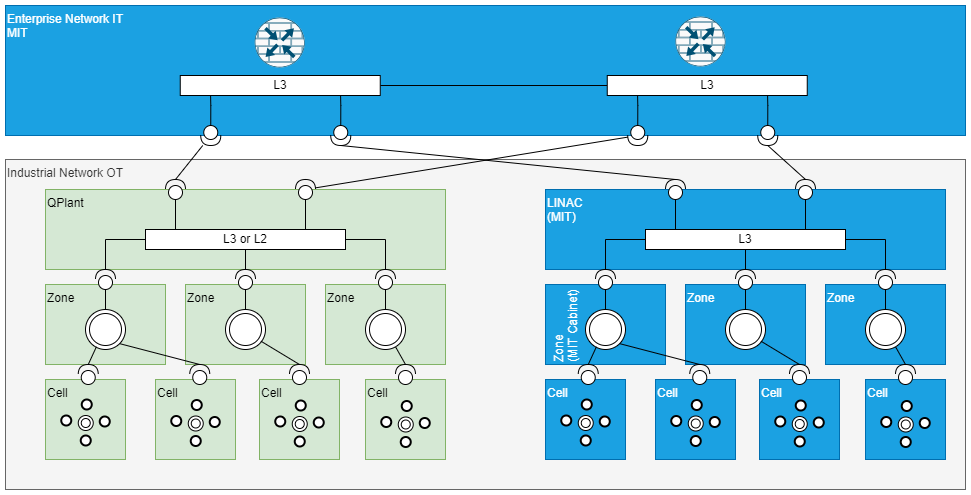 Enterprise Network IT
MIT
L3
L3
Industrial Network OT
QPlant
L3 or L2
LINAC
(MIT)
L3
Zone
Zone
Zone
Zone
(MIT Cabinet)
Zone
Zone
Cell
Cell
Cell
Cell
Cell
Cell
Cell
Cell